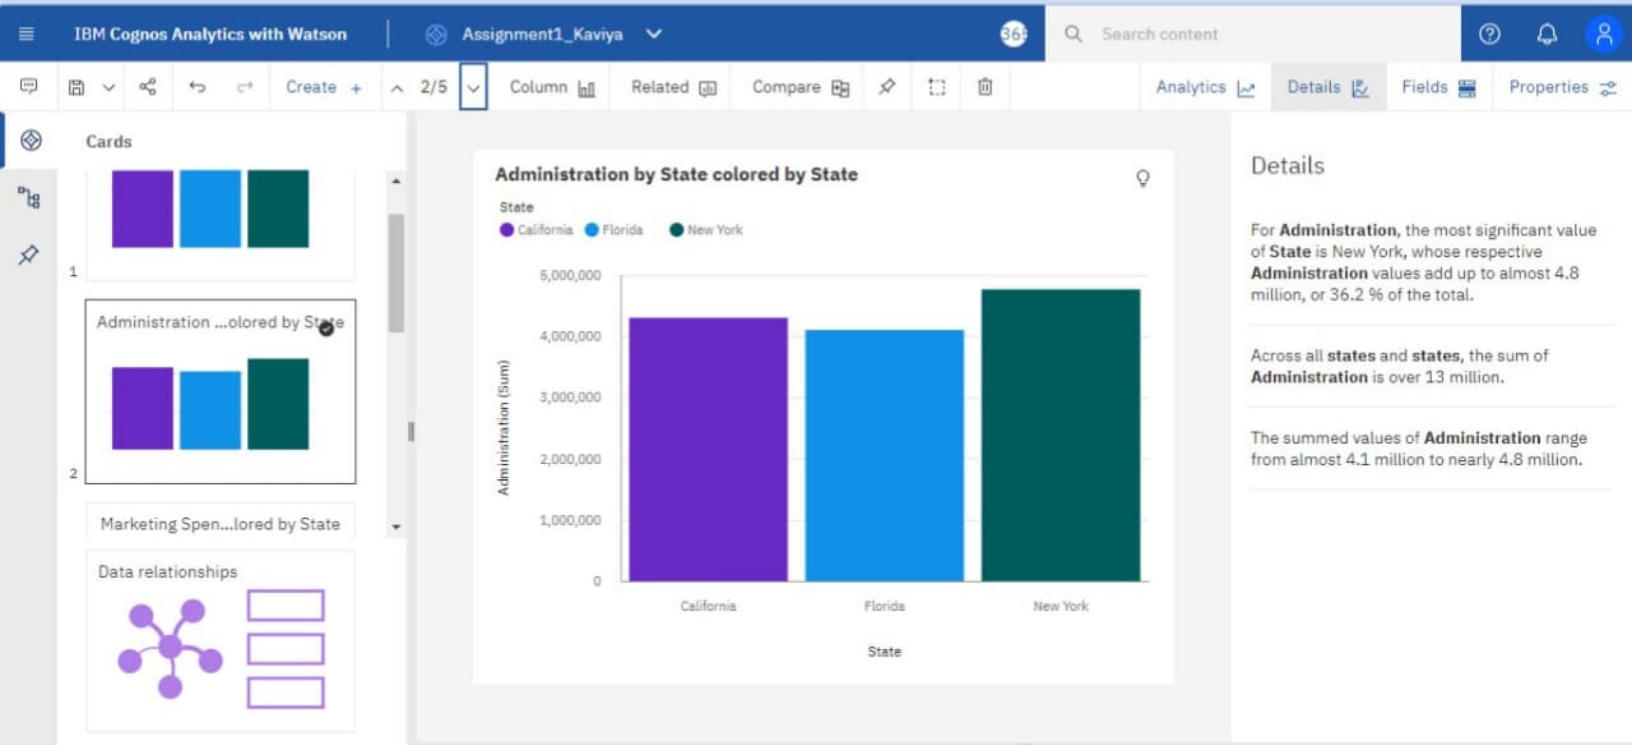 IBM Cognos Analytics with Watson
Assignment1_Kaviya
Search content
Create +
2/5
Column
Related
Compare
Analytics
Details
Fields
Properties
Cards
1
Administration ...olored by State
2
Marketing Spen...lored by State
Data relationships
Administration by State colored by State
State
California
Florida
New York
5,000,000
4,000,000
3,000,000
2,000,000
1,000,000
0
Administration (Sum)
California
Florida
New York
State
Details
For Administration, the most significant value
of State is New York, whose respective
Administration values add up to almost 4.8
million, or 36.2 % of the total.
Across all states and states, the sum of
Administration is over 13 million.
The summed values of Administration range
from almost 4.1 million to nearly 4.8 million.